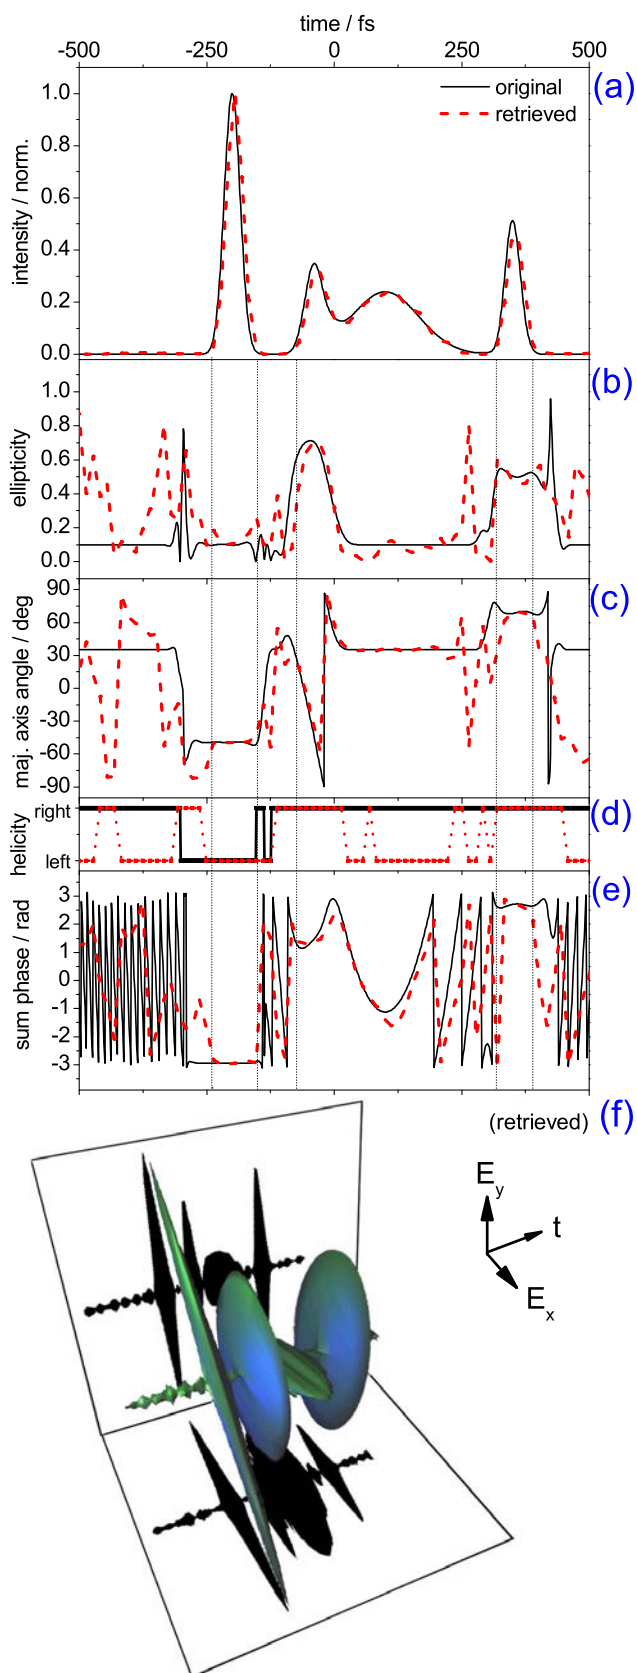 time / fs
-500 -250 0 250 500
(a)
original
retrieved
intensity / norm.
1.0
0.8
0.6
0.4
0.2
0.0
(b)
ellipticity
1.0
0.8
0.6
0.4
0.2
0.0
(c)
maj. axis angle / deg
90
60
30
0
-30
-60
-90
(d)
helicity
right
left
(e)
sum phase / rad
3
2
1
0
-1
-2
-3
(retrieved) (f)
E_y
t
E_x